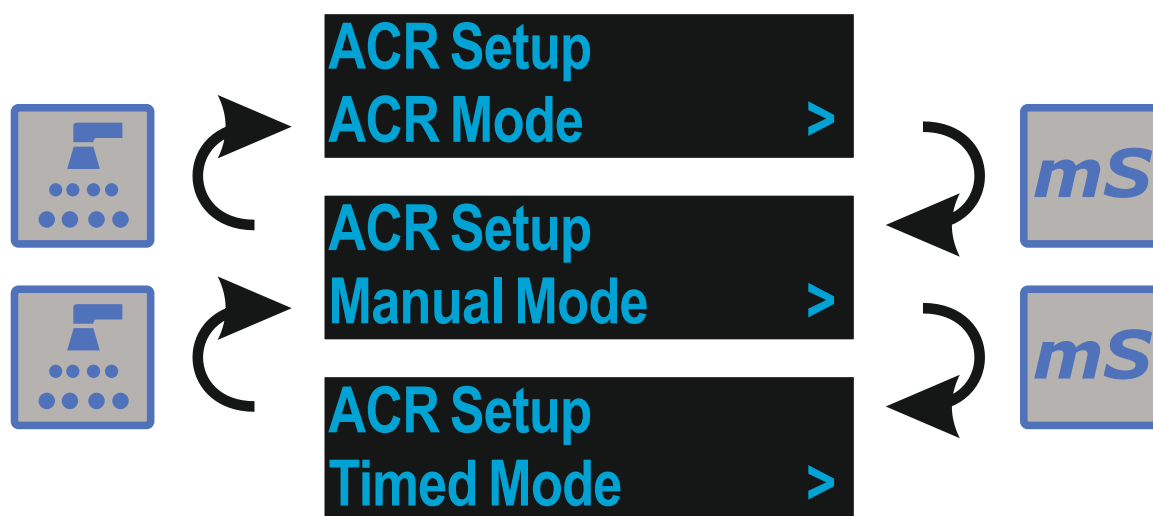 ACR Setup
ACR Mode >
mS
ACR Setup
Manual Mode >
mS
ACR Setup
Timed Mode >